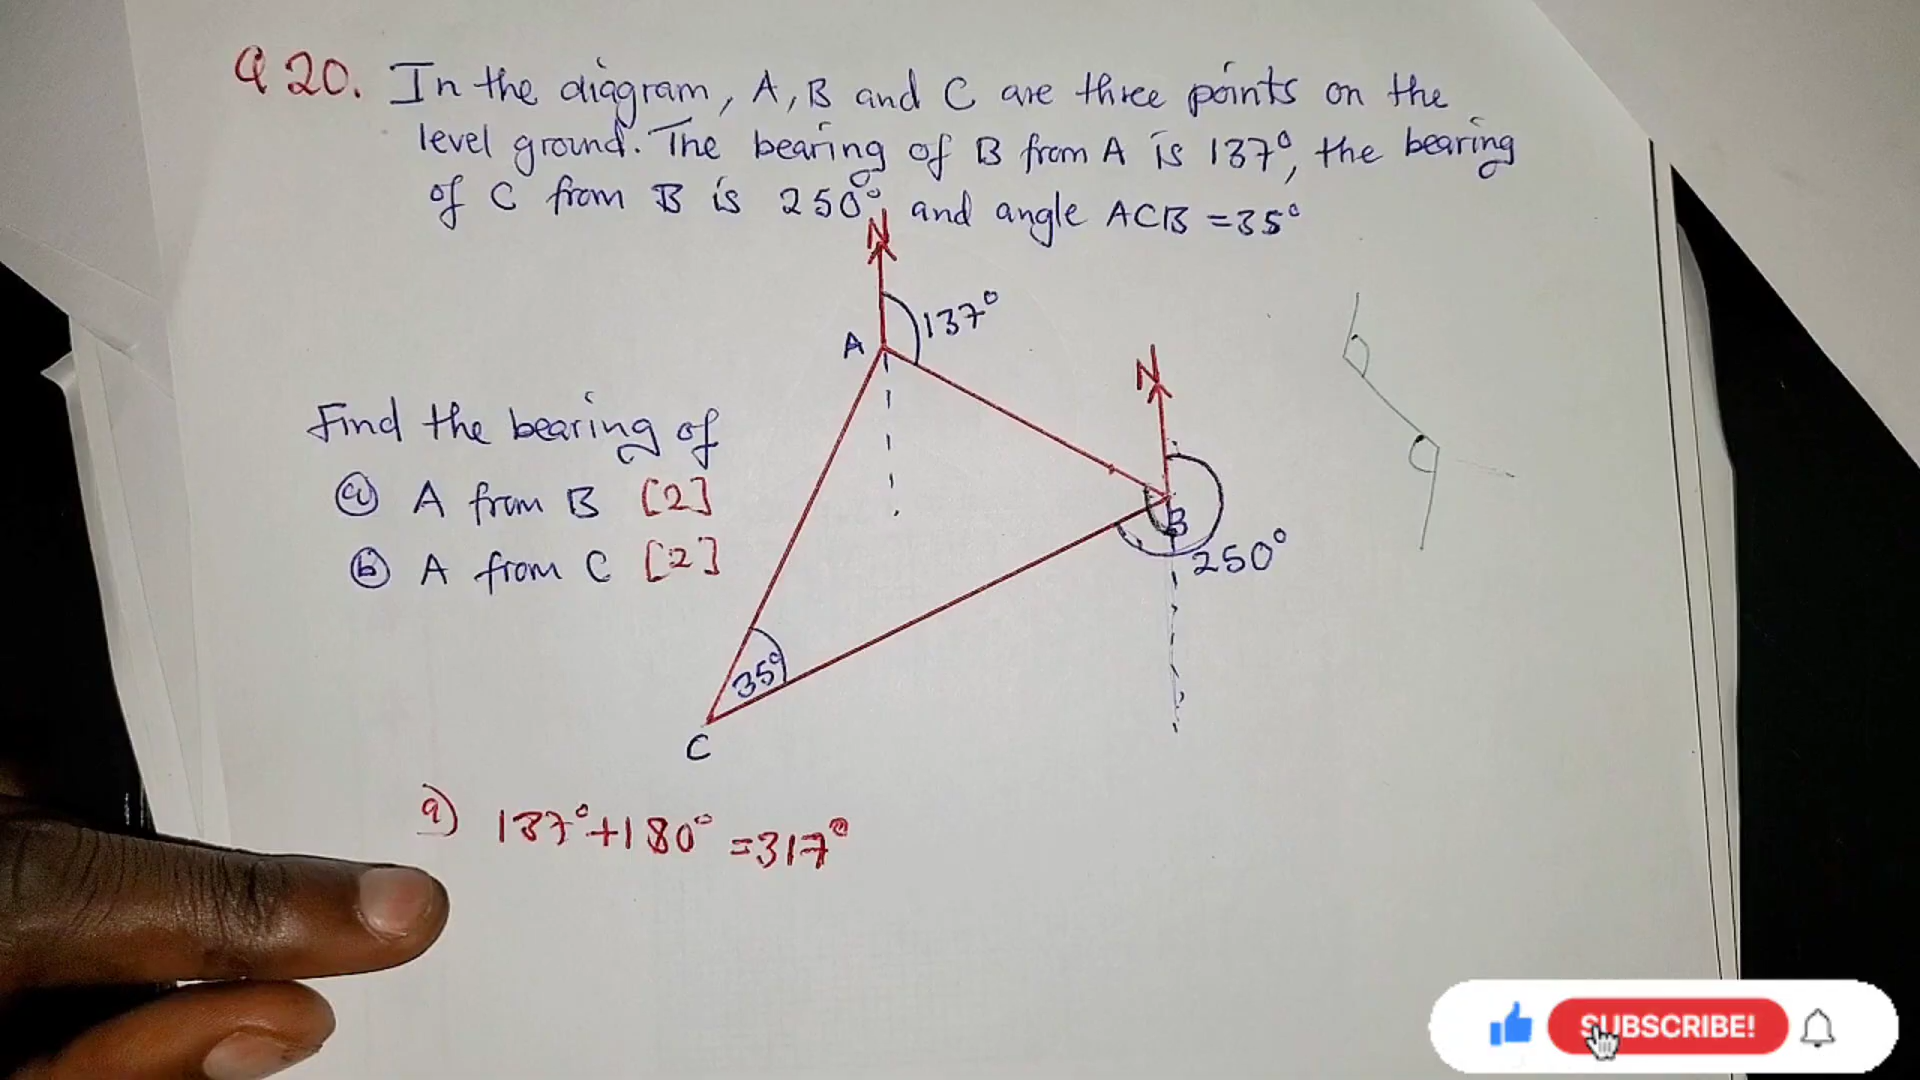 Q 20. In the diagram, A, B and C are three points on the
level ground. The bearing of B from A is 137°, the bearing
of C from B is 250° and angle ACB = 35°
N
A
137°
N
B
250°
Find the bearing of
(a) A from B [2]
(b) A from C [2]
35°
C
a) 137° + 180° = 317°
SUBSCRIBE!